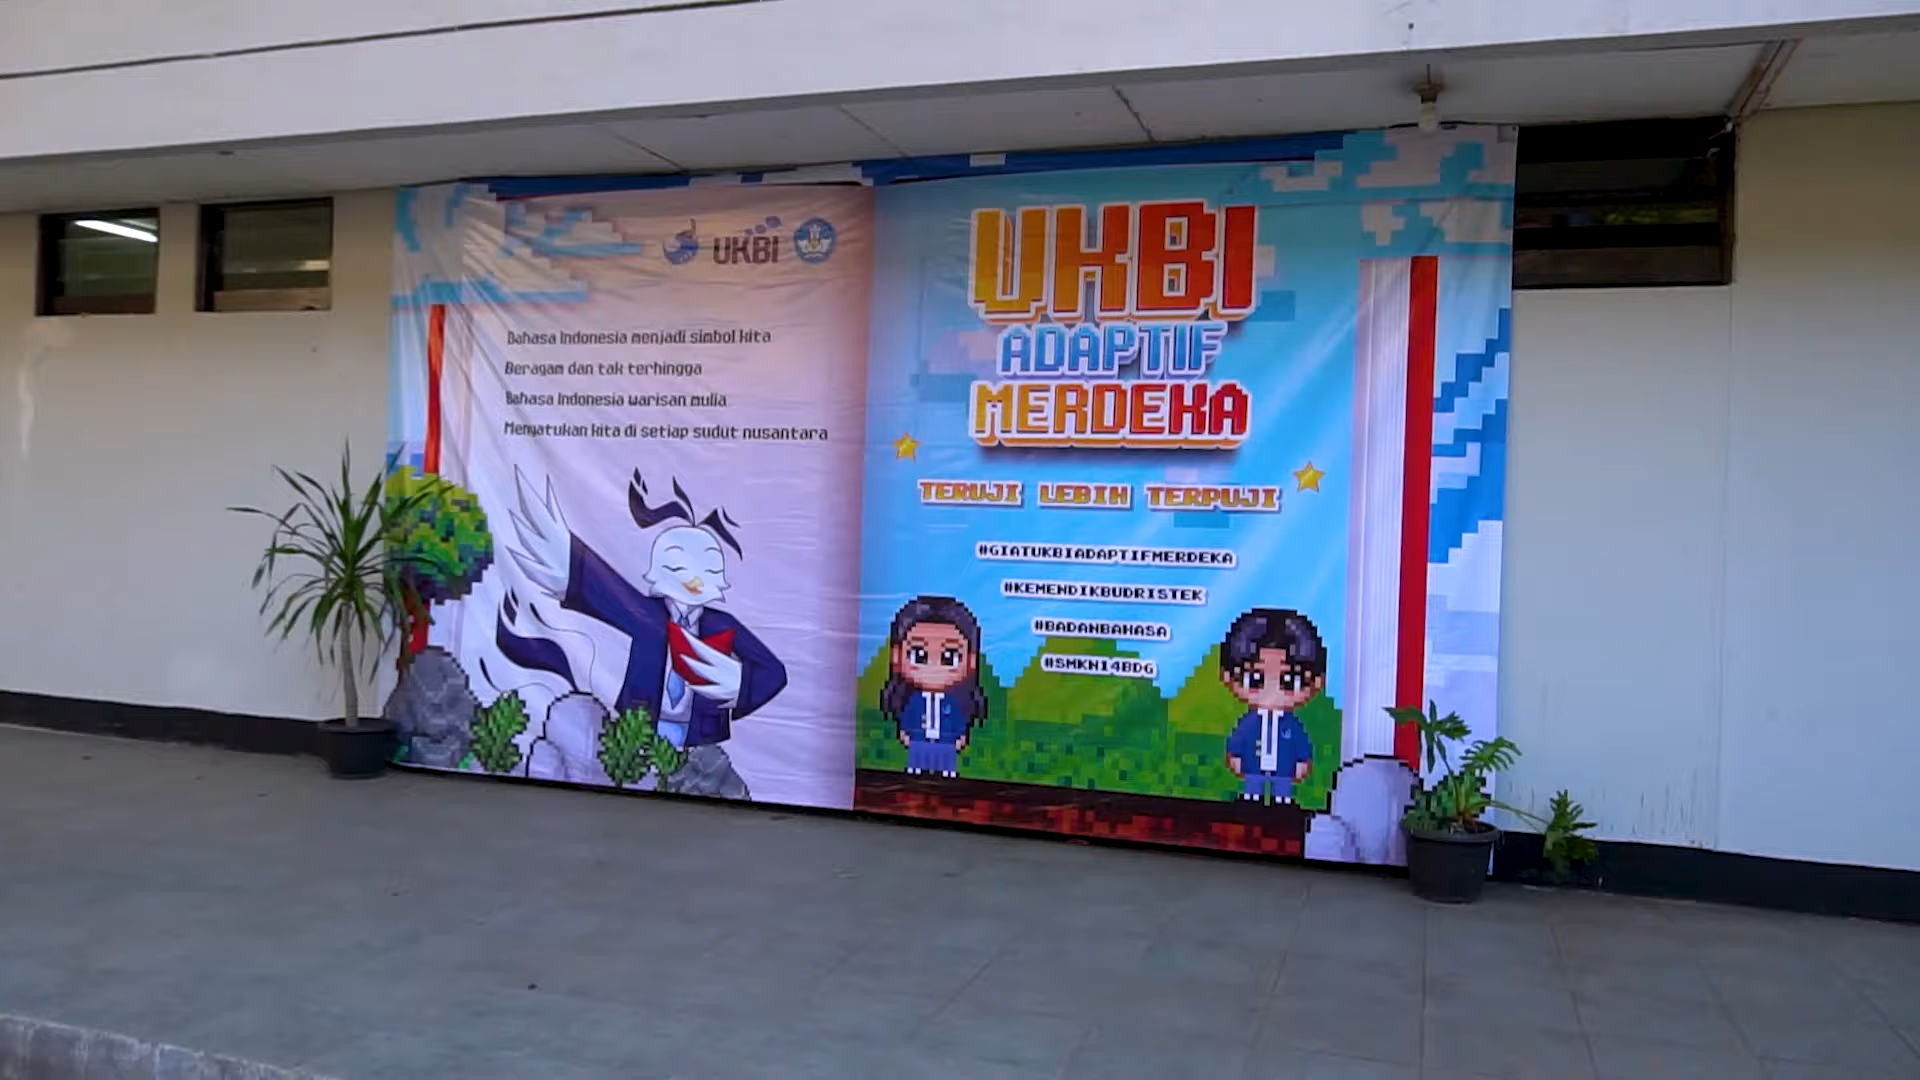 UKBI
Bahasa Indonesia menjadi simbol kita
Beragam dan tak terhingga
Bahasa Indonesia warisan mulia
Menyatukan kita di setiap sudut nusantara
UKBI
ADAPTIF
MERDEKA
TERUJI LEBIH TERPUJI
#GIATUKBIADAPTIFMERDEKA
#KEMENDIKBUDRISTEK
#BADANBAHASA
#SMKN14BDG